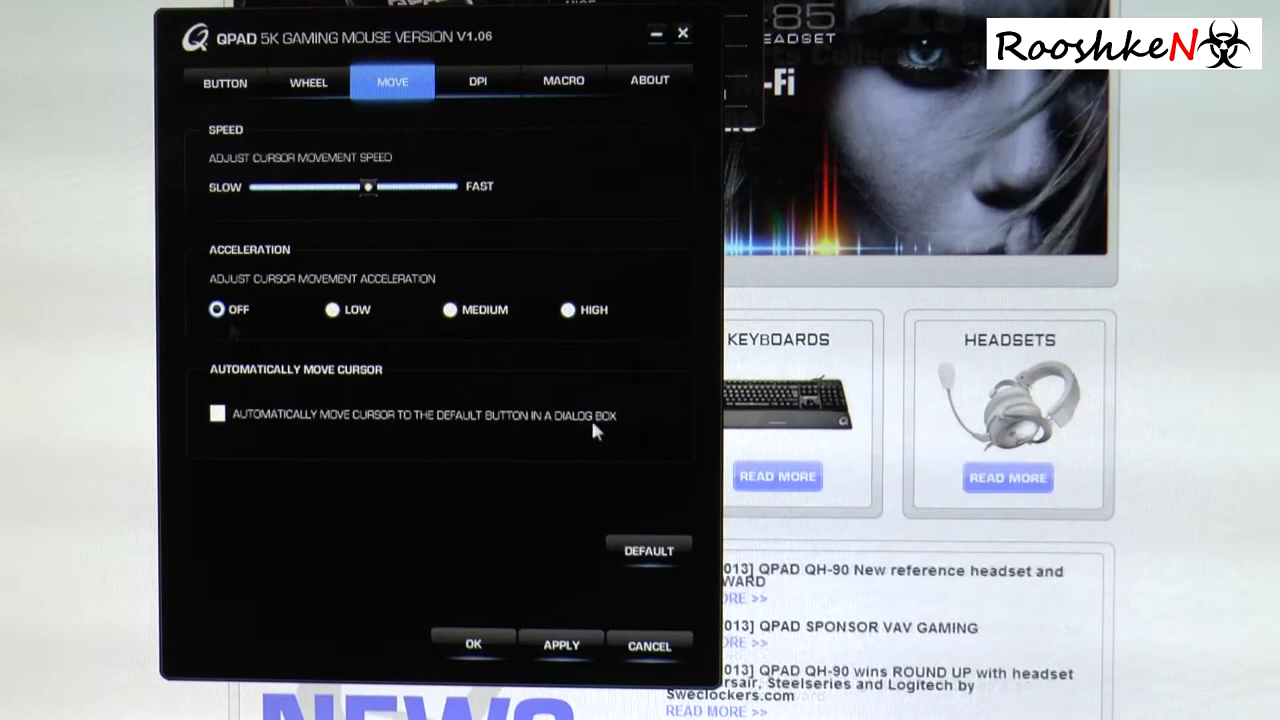 QPAD 5K GAMING MOUSE VERSION V1.06
BUTTON
WHEEL
MOVE
DPI
MACRO
ABOUT
SPEED
ADJUST CURSOR MOVEMENT SPEED
SLOW
FAST
ACCELERATION
ADJUST CURSOR MOVEMENT ACCELERATION
OFF
LOW
MEDIUM
HIGH
AUTOMATICALLY MOVE CURSOR
AUTOMATICALLY MOVE CURSOR TO THE DEFAULT BUTTON IN A DIALOG BOX
DEFAULT
OK
APPLY
CANCEL
RooshkeN
85
EADSET
-Fi
KEYBOARDS
READ MORE
HEADSETS
READ MORE
013] QPAD QH-90 New reference headset and
WARD
ORE >>
013] QPAD SPONSOR VAV GAMING
ORE >>
013] QPAD QH-90 wins ROUND UP with headset
rsair, Steelseries and Logitech by
Sweclockers.com
READ MORE >>
NEWS